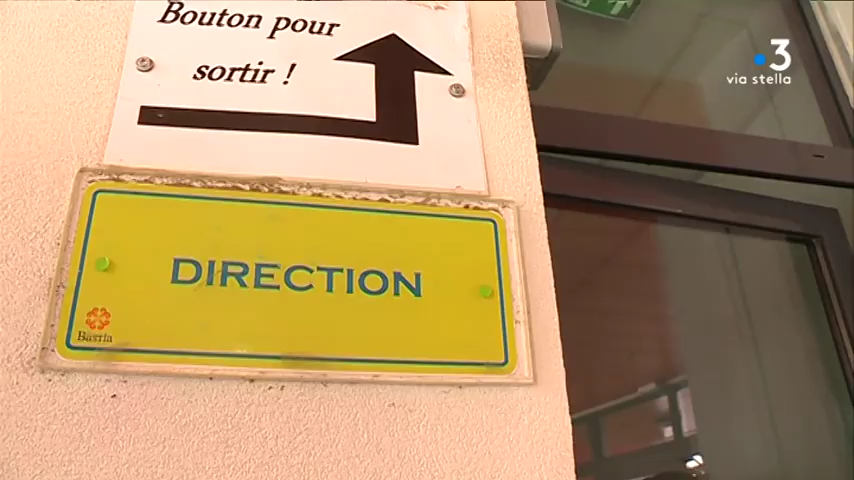 Bouton pour
sortir !
3
via stella
DIRECTION
Bastia